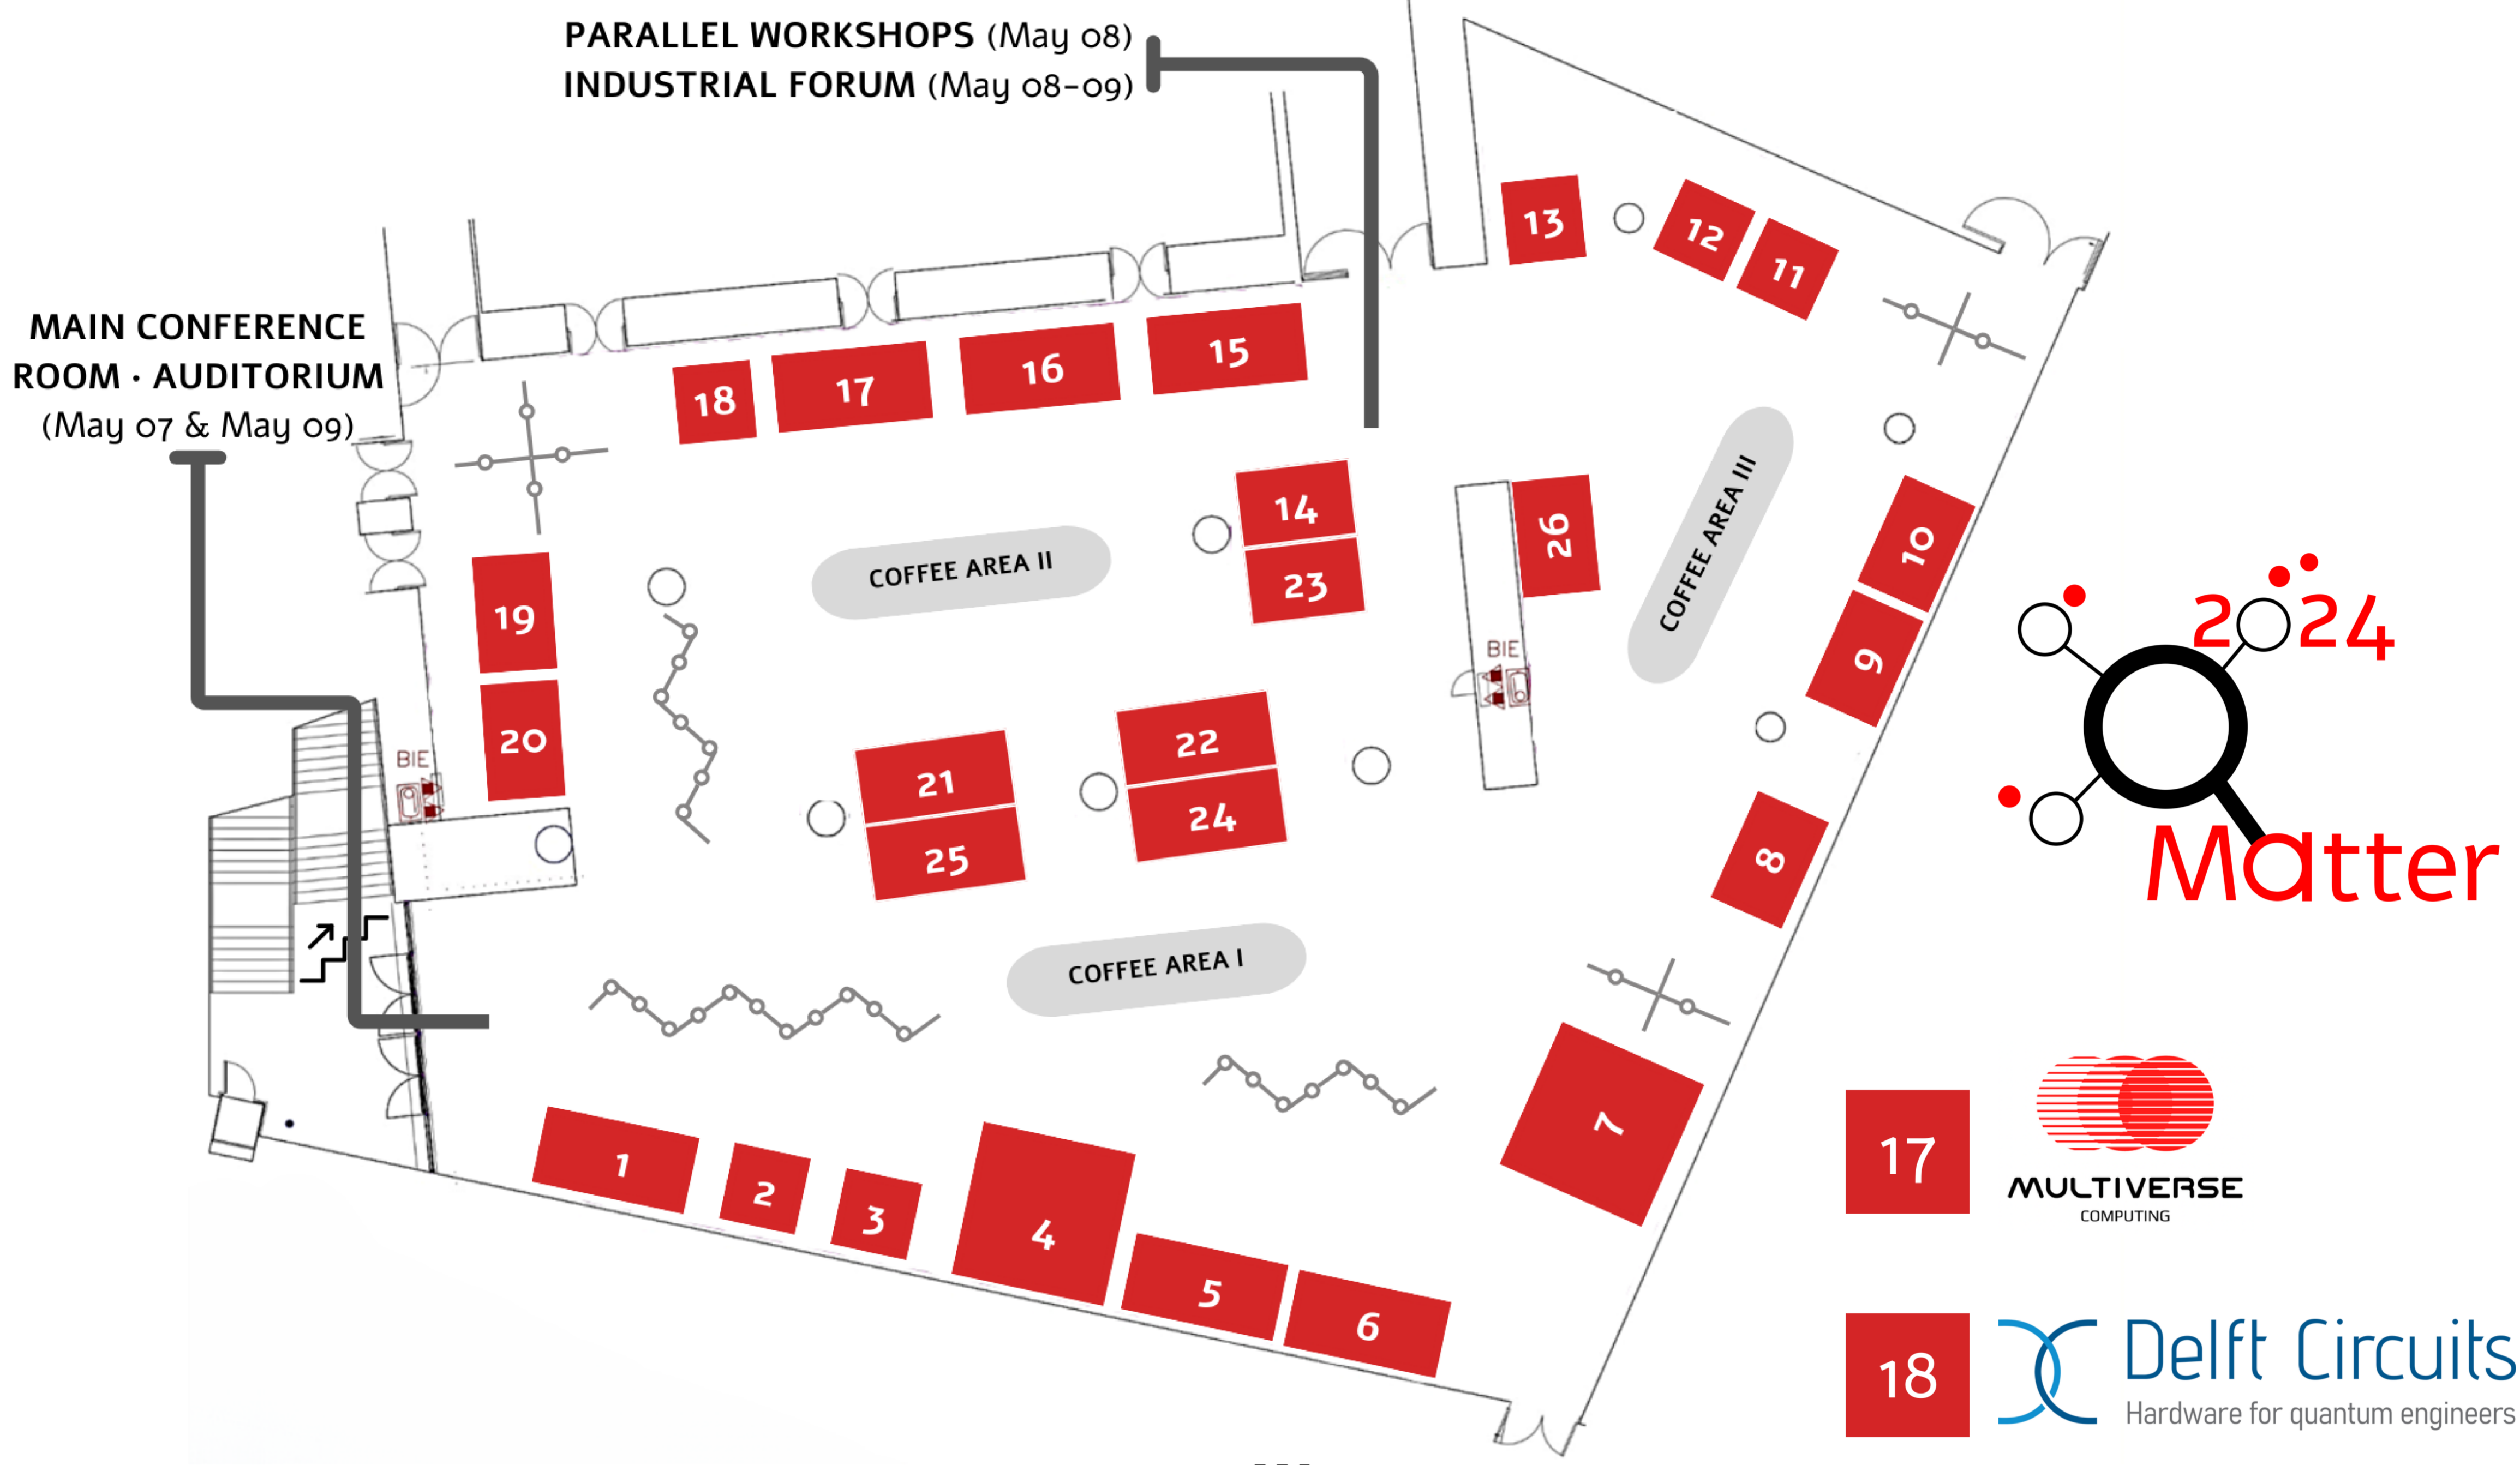 PARALLEL WORKSHOPS (May 08)
INDUSTRIAL FORUM (May 08-09)
MAIN CONFERENCE
ROOM · AUDITORIUM
(May 07 & May 09)
13
12
11
18
17
16
15
14
23
26
COFFEE AREA III
COFFEE AREA II
10
9
19
20
BIE
BIE
21
25
22
24
8
COFFEE AREA I
7
1
2
3
4
5
6
2024
Matter
17
MULTIVERSE
COMPUTING
18
Delft Circuits
Hardware for quantum engineers